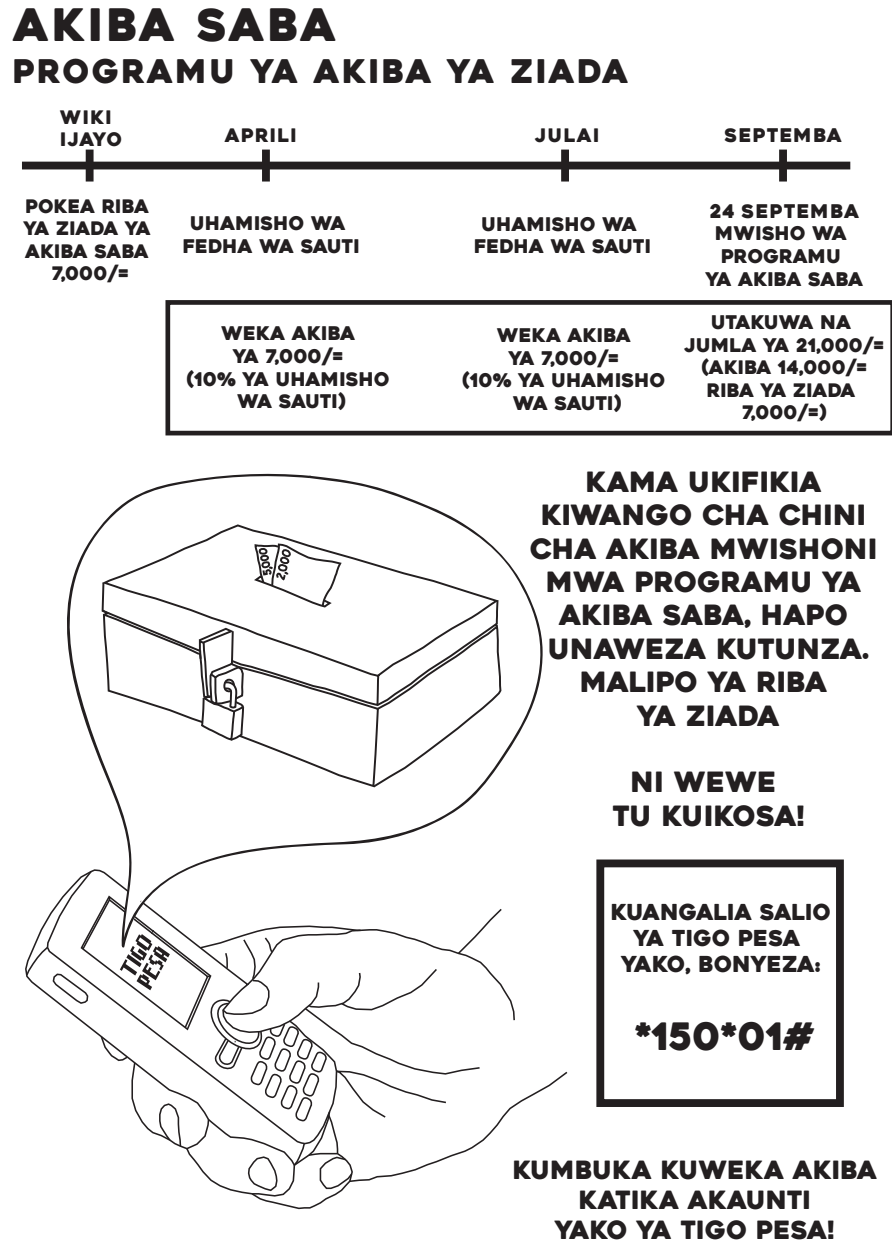 AKIBA SABA
PROGRAMU YA AKIBA YA ZIADA
WIKI
IJAYO
APRILI
JULAI
SEPTEMBA
POKEA RIBA
YA ZIADA YA
AKIBA SABA
7,000/=
UHAMISHO WA
FEDHA WA SAUTI
UHAMISHO WA
FEDHA WA SAUTI
24 SEPTEMBA
MWISHO WA
PROGRAMU
YA AKIBA SABA
WEKA AKIBA
YA 7,000/=
(10% YA UHAMISHO
WA SAUTI)
WEKA AKIBA
YA 7,000/=
(10% YA UHAMISHO
WA SAUTI)
UTAKUWA NA
JUMLA YA 21,000/=
(AKIBA 14,000/=
RIBA YA ZIADA
7,000/=)
5,000
2,000
KAMA UKIFIKIA
KIWANGO CHA CHINI
CHA AKIBA MWISHONI
MWA PROGRAMU YA
AKIBA SABA, HAPO
UNAWEZA KUTUNZA.
MALIPO YA RIBA
YA ZIADA
NI WEWE
TU KUIKOSA!
TIGO
PESA
KUANGALIA SALIO
YA TIGO PESA
YAKO, BONYEZA:
*150*01#
KUMBUKA KUWEKA AKIBA
KATIKA AKAUNTI
YAKO YA TIGO PESA!